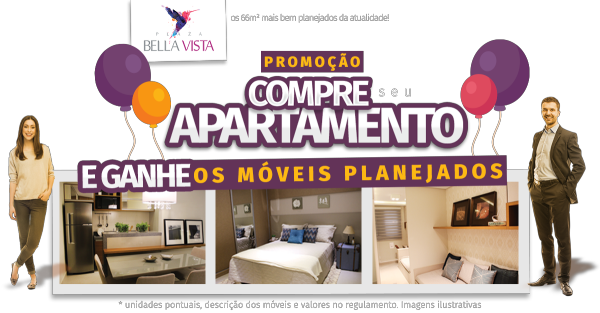 PLAZA
BELLA VISTA
os 66m² mais bem planejados da atualidade!
PROMOÇÃO
COMPRE seu
APARTAMENTO
E GANHE OS MÓVEIS PLANEJADOS
* unidades pontuais, descrição dos móveis e valores no regulamento. Imagens ilustrativas